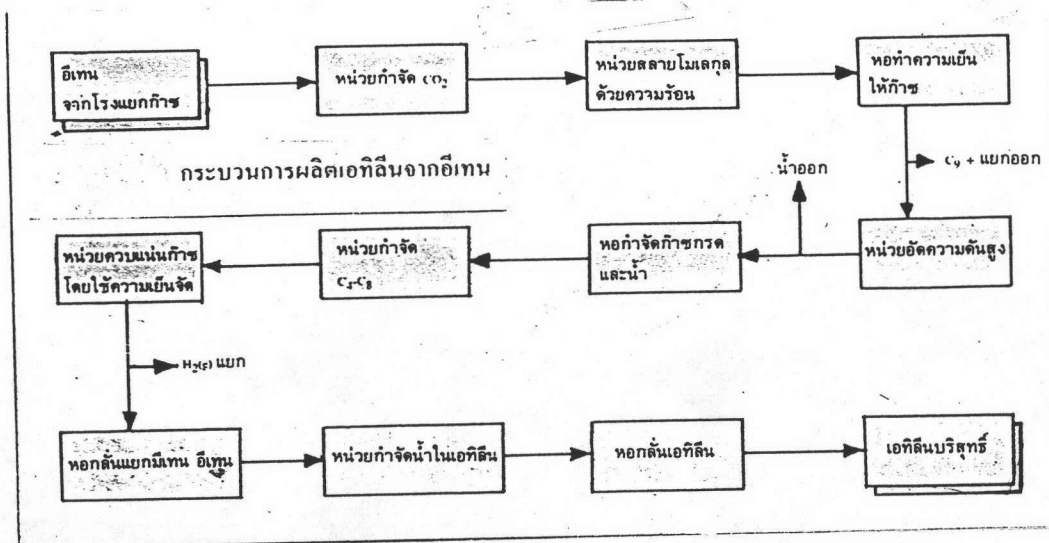 อีเทน
จากโรงแยกก๊าซ
หน่วยกำจัด CO2
หน่วยสลายโมเลกุล
ด้วยความร้อน
หอทำความเย็น
ให้ก๊าซ
กระบวนการผลิตเอทิลีนจากอีเทน
C9 + แยกออก
น้ำออก
หน่วยควบแน่นก๊าซ
โดยใช้ความเย็นจัด
หน่วยกำจัด
C4-C8
หอกำจัดก๊าซกรด
และน้ำ
หน่วยอัดความดันสูง
H2(g) แยก
หอกลั่นแยกมีเทน อีเทน
หน่วยกำจัดน้ำในเอทิลีน
หอกลั่นเอทิลีน
เอทิลีนบริสุทธิ์